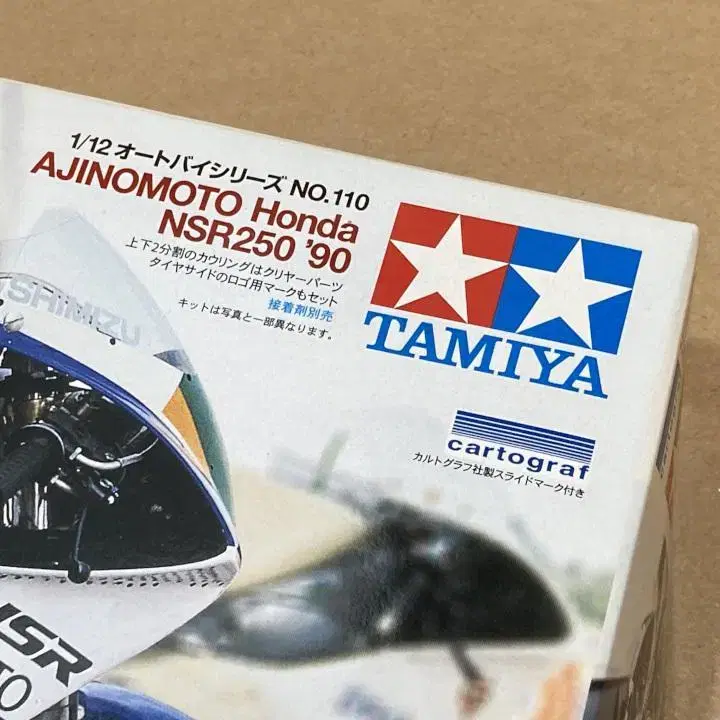 1/12 オートバイシリーズ NO.110
AJINOMOTO Honda
NSR250 '90
上下2分割のカウリングはクリヤーパーツ
タイヤサイドのロゴ用マークもセット
接着剤別売
キットは写真と一部異なります。
TAMIYA
cartograf
カルトグラフ社製スライドマーク付き
SHIMIZU
NSR
TO